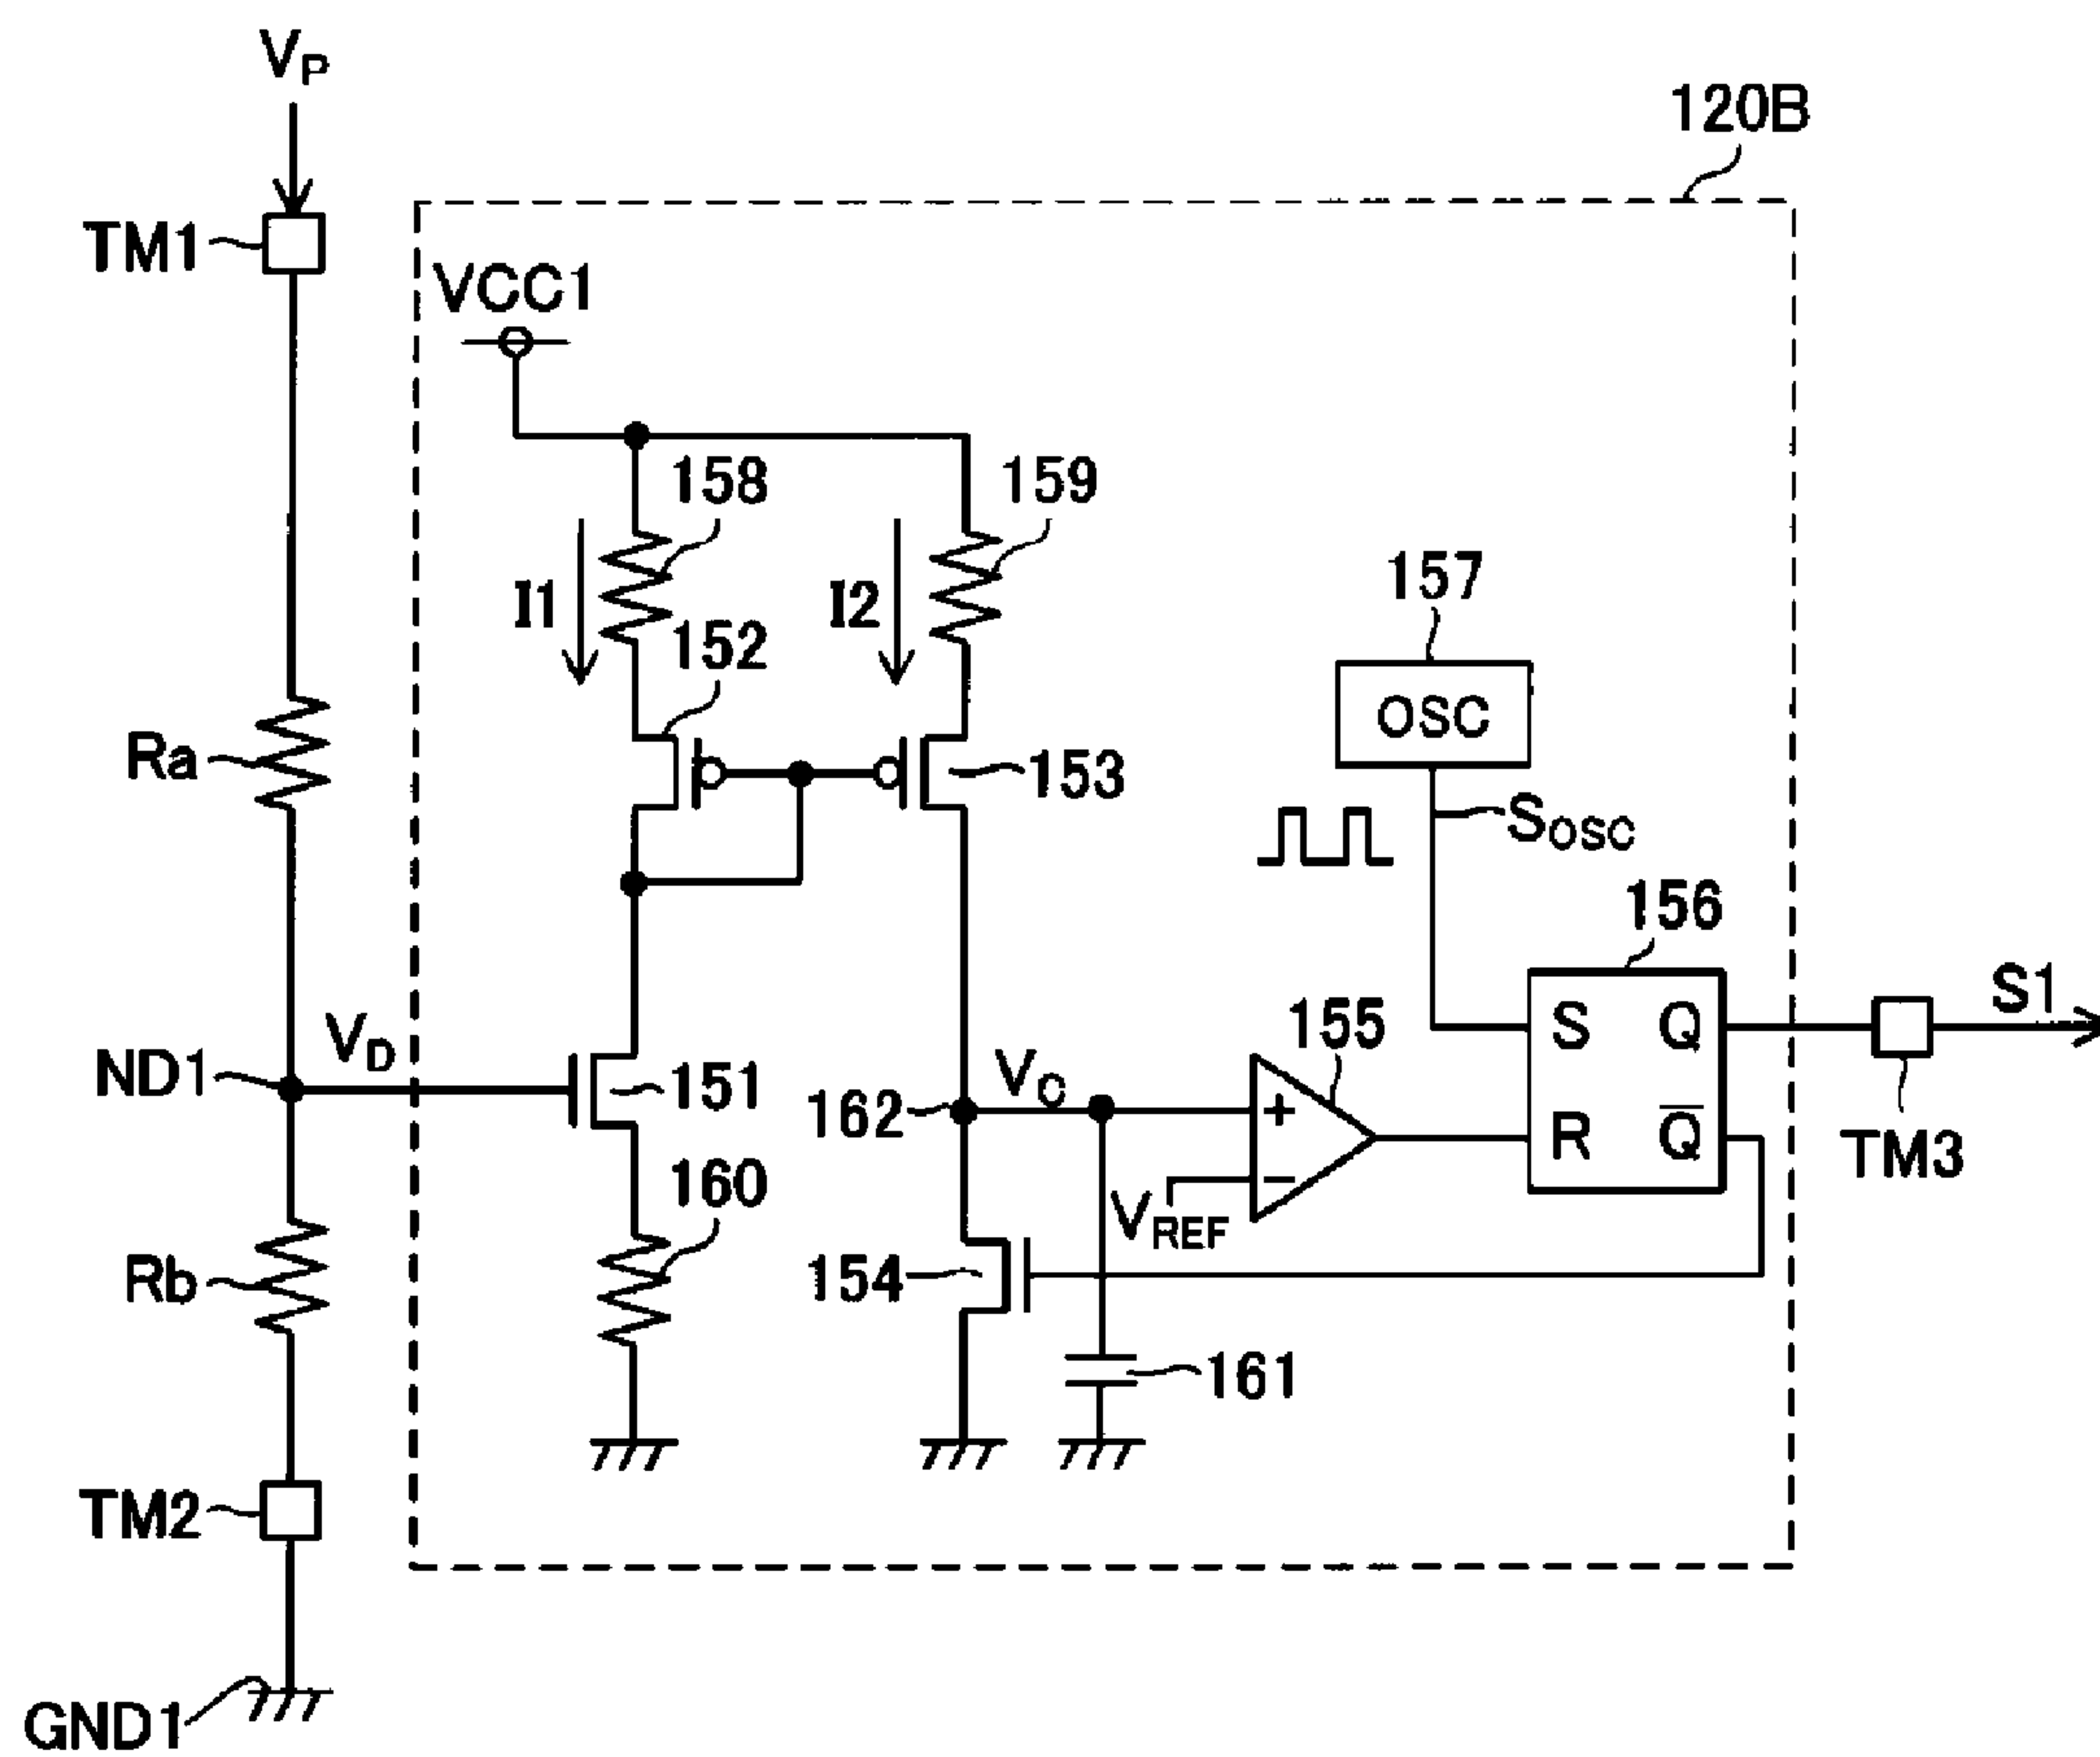 VP
120B
TM1
VCC1
158
159
157
I1
I2
152
OSC
Ra
153
SOSC
156
S1
155
S Q
VD
ND1
151
VC
162
R Q̅
TM3
160
VREF
Rb
154
161
TM2
GND1
+
−